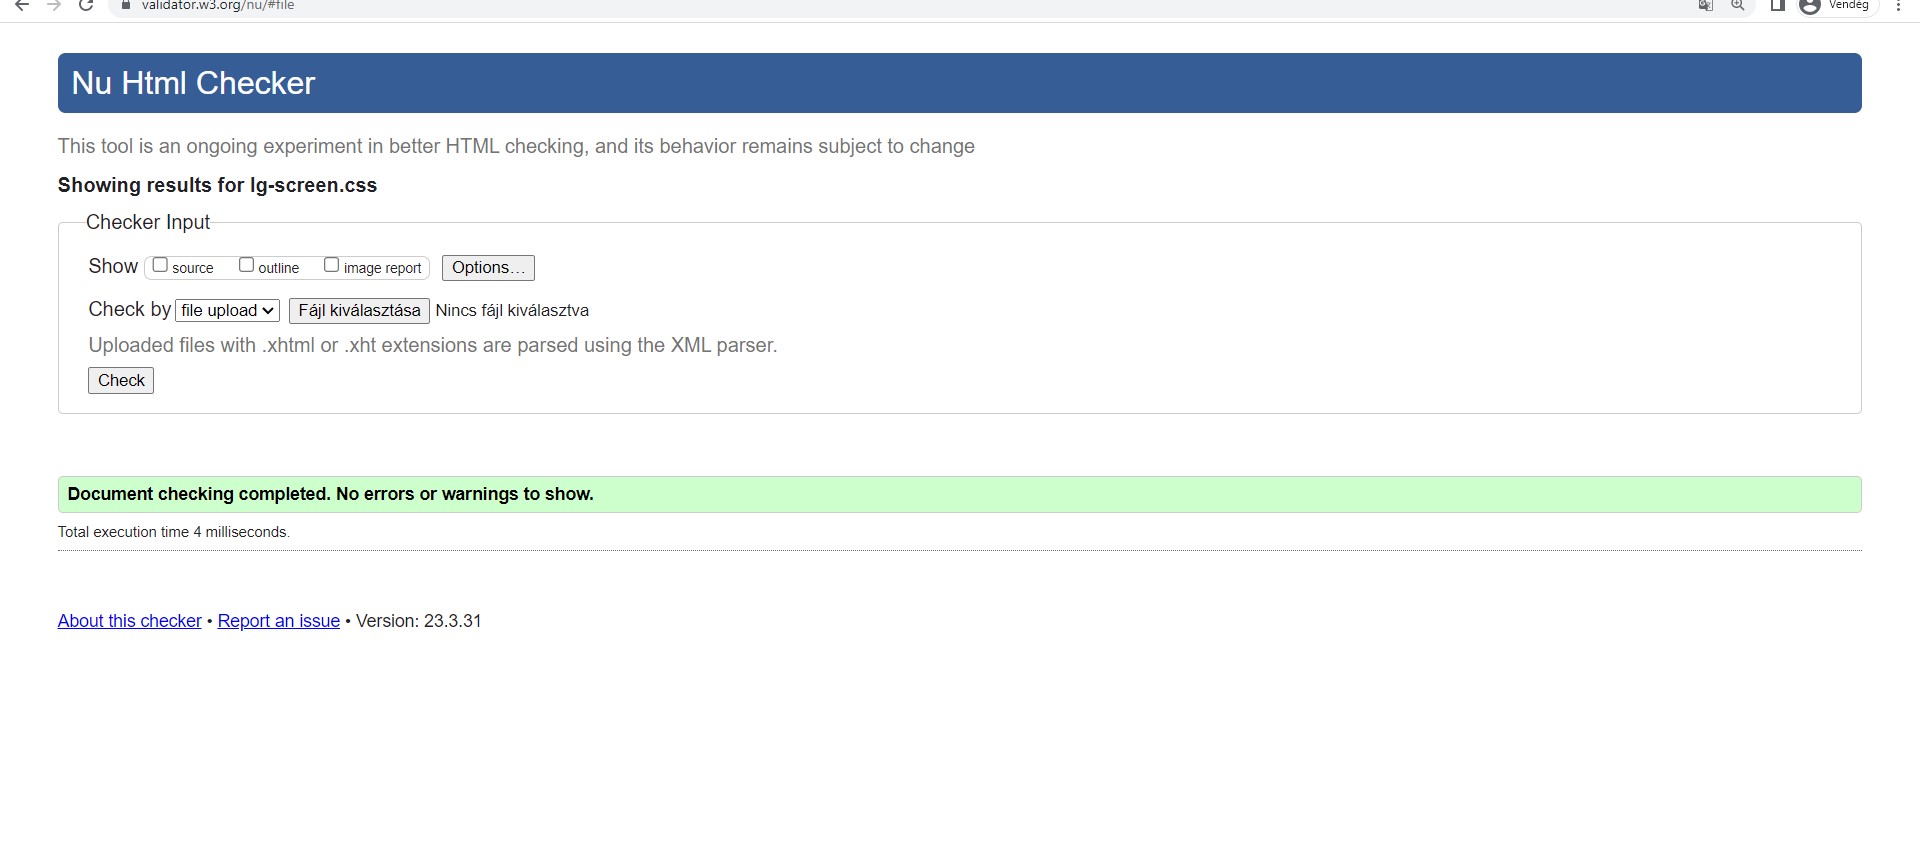 validator.w3.org/nu/#file
Vendég
Nu Html Checker
This tool is an ongoing experiment in better HTML checking, and its behavior remains subject to change
Showing results for lg-screen.css
Checker Input
Show source outline image report Options...
Check by file upload Fájl kiválasztása Nincs fájl kiválasztva
Uploaded files with .xhtml or .xht extensions are parsed using the XML parser.
Check
Document checking completed. No errors or warnings to show.
Total execution time 4 milliseconds.
About this checker • Report an issue • Version: 23.3.31